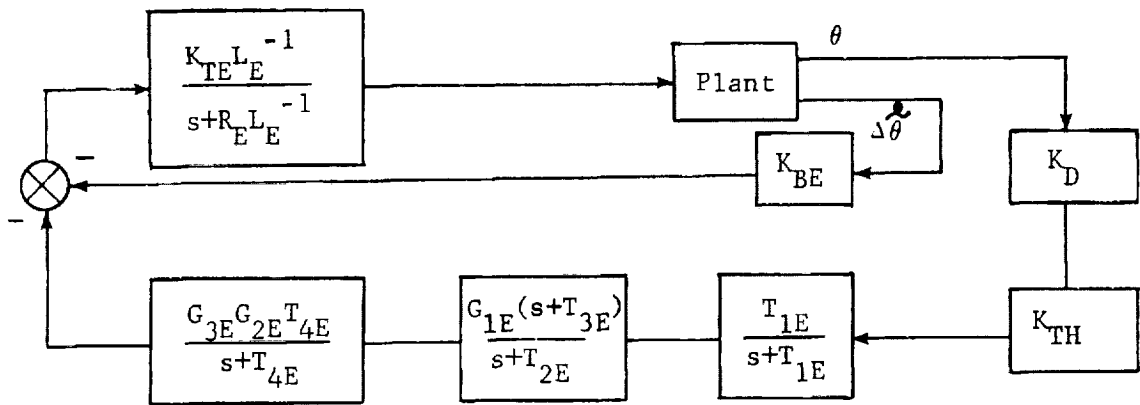 θ
K_TE L_E^-1
s+R_E L_E^-1
Plant
Δθ̇
K_BE
K_D
−
−
G_3E G_2E T_4E
s+T_4E
G_1E (s+T_3E)
s+T_2E
T_1E
s+T_1E
K_TH